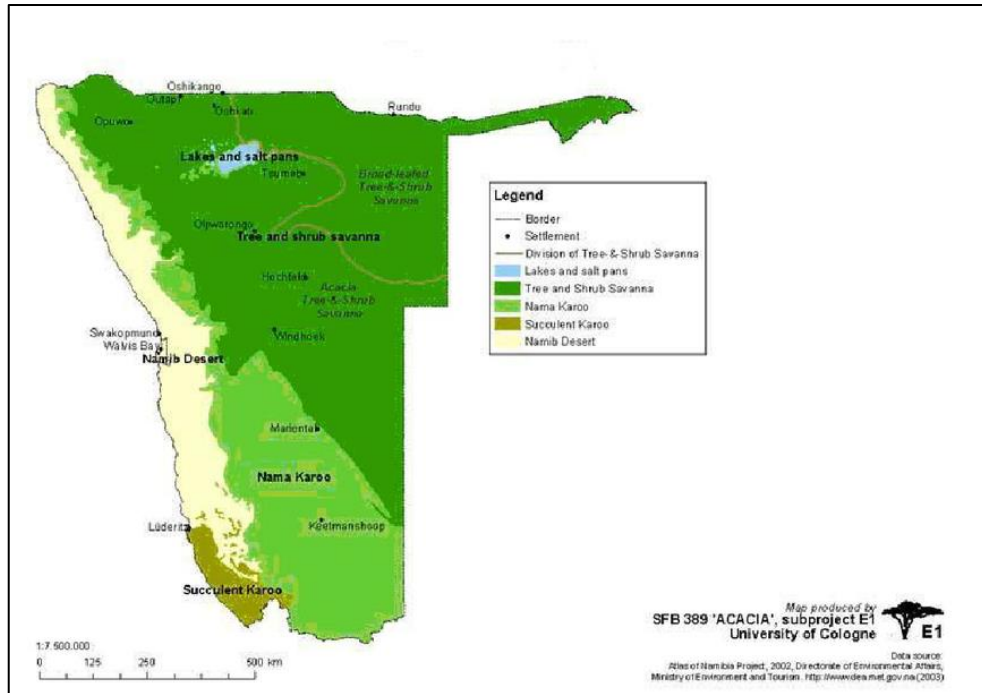 Oshikango
Outapi
Oshkati
Rundu
Opuwo
Lakes and salt pans
Tsumeb
Broad-leafed
Tree-&-Shrub
Savanna
Otjiwarongo
Tree and shrub savanna
Hochfeld
Acacia
Tree-&-Shrub
Savanna
Swakopmund
Walvis Bay
Windhoek
Namib Desert
Mariental
Nama Karoo
Lüderitz
Keetmanshoop
Succulent Karoo
Legend
Border
Settlement
Division of Tree-& Shrub Savanna
Lakes and salt pans
Tree and Shrub Savanna
Nama Karoo
Succulent Karoo
Namib Desert
1:7.500.000
0 125 250 500 km
Map produced by
SFB 389 'ACACIA', subproject E1
University of Cologne
E1
Data source:
Atlas of Namibia Project, 2002, Directorate of Environmental Affairs,
Ministry of Environment and Tourism. http://www.dea.met.gov.na (2003)